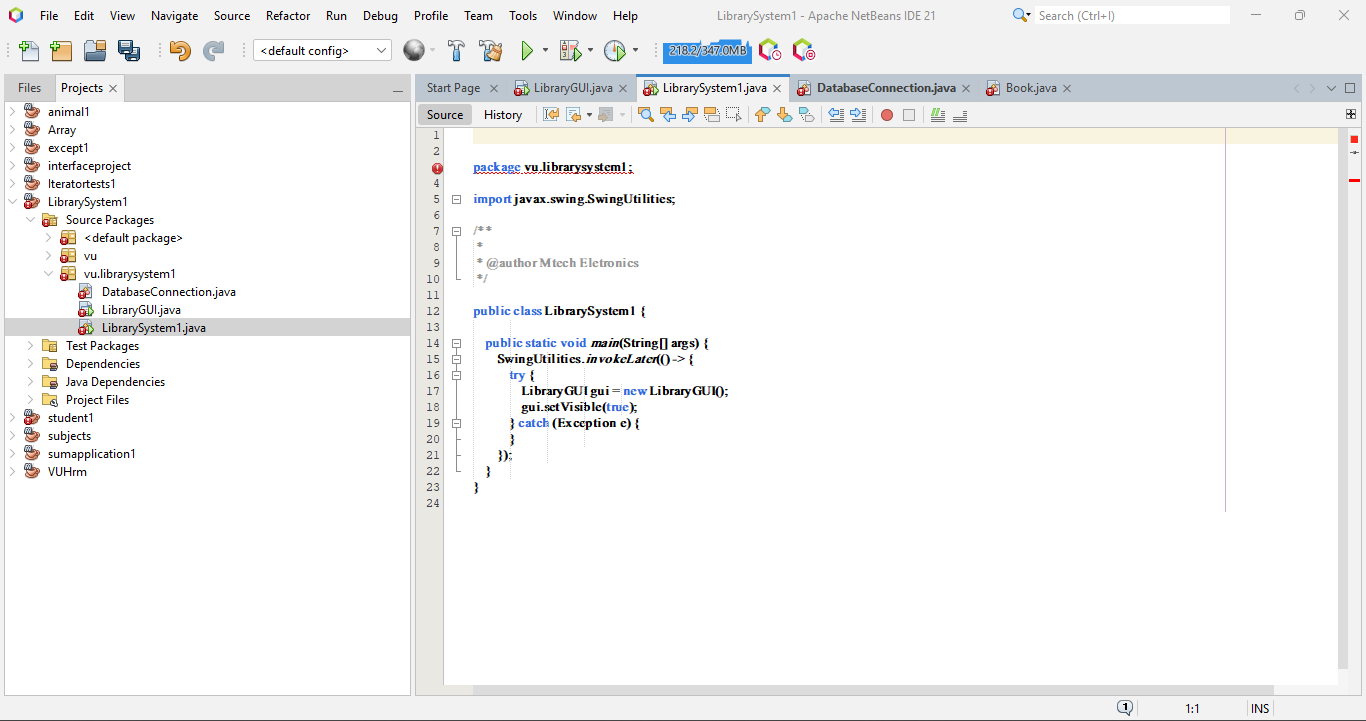 File Edit View Navigate Source Refactor Run Debug Profile Team Tools Window Help LibrarySystem1 - Apache NetBeans IDE 21 Search (Ctrl+I)
<default config> 218.2/347.0MB
Files Projects
animal1
Array
except1
interfaceproject
Iteratortests1
LibrarySystem1
Source Packages
<default package>
vu
vu.librarysystem1
DatabaseConnection.java
LibraryGUI.java
LibrarySystem1.java
Test Packages
Dependencies
Java Dependencies
Project Files
student1
subjects
sumapplication1
VUHrm
Start Page LibraryGUI.java LibrarySystem1.java DatabaseConnection.java Book.java
Source History
1
2
package vu.librarysystem1;
4
5 import javax.swing.SwingUtilities;
6
7 /**
8 *
9 * @author Mtech Eletronics
10 */
11
12 public class LibrarySystem1 {
13
14 public static void main(String[] args) {
15 SwingUtilities.invokeLater(() -> {
16 try {
17 LibraryGUI gui = new LibraryGUI();
18 gui.setVisible(true);
19 } catch (Exception e) {
20 }
21 });
22 }
23 }
24
1 1:1 INS